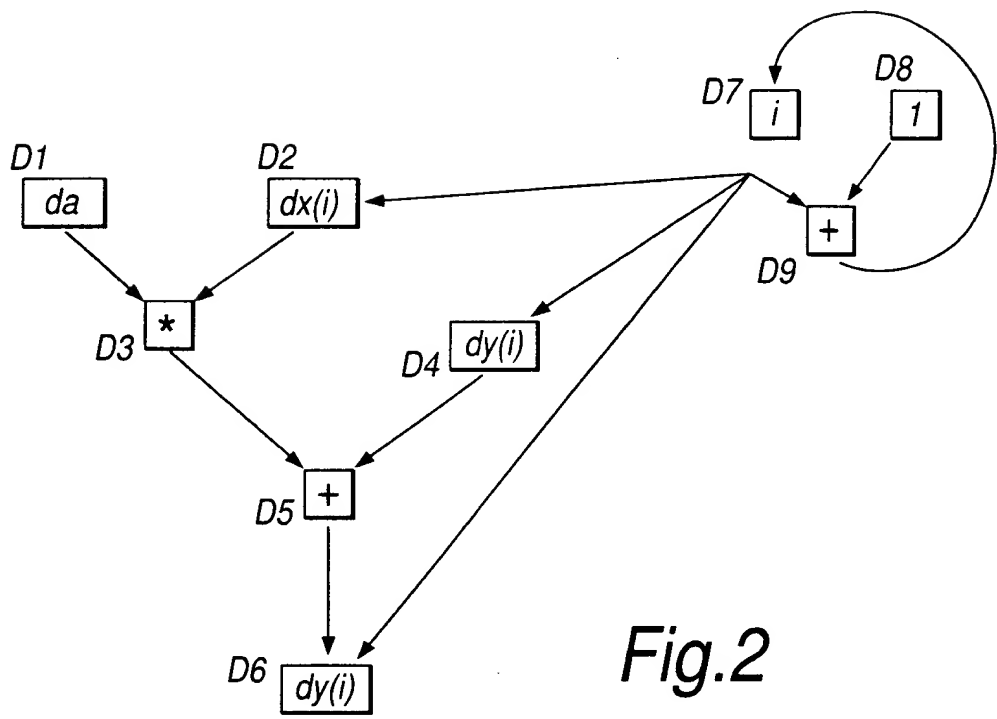 D7
i
D8
1
D1
da
D2
dx(i)
+
D9
*
D3
D4
dy(i)
+
D5
D6
dy(i)
Fig.2